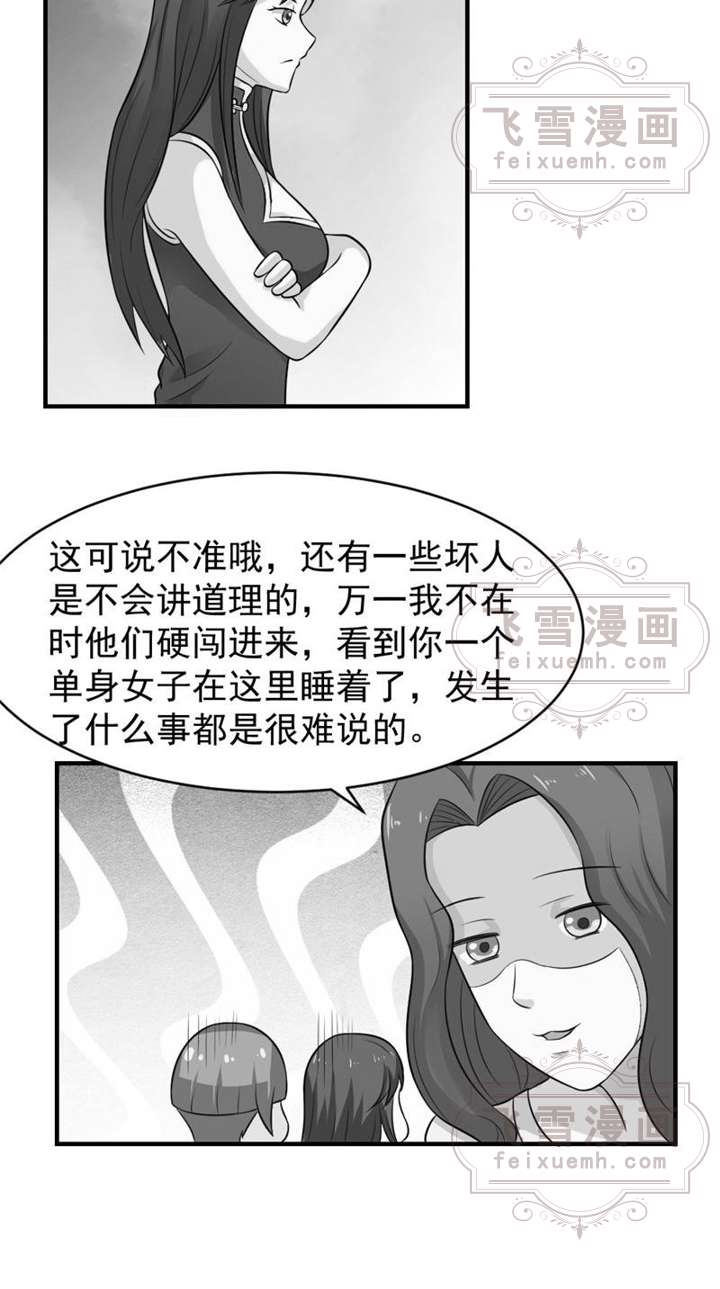 飞雪漫画
feixuemh.com
这可说不准哦，还有一些坏人
是不会讲道理的，万一我不在
时他们硬闯进来，看到你一个
单身女子在这里睡着了，发生
了什么事都是很难说的。
飞雪漫画
feixuemh.com
飞雪漫画
feixuemh.com